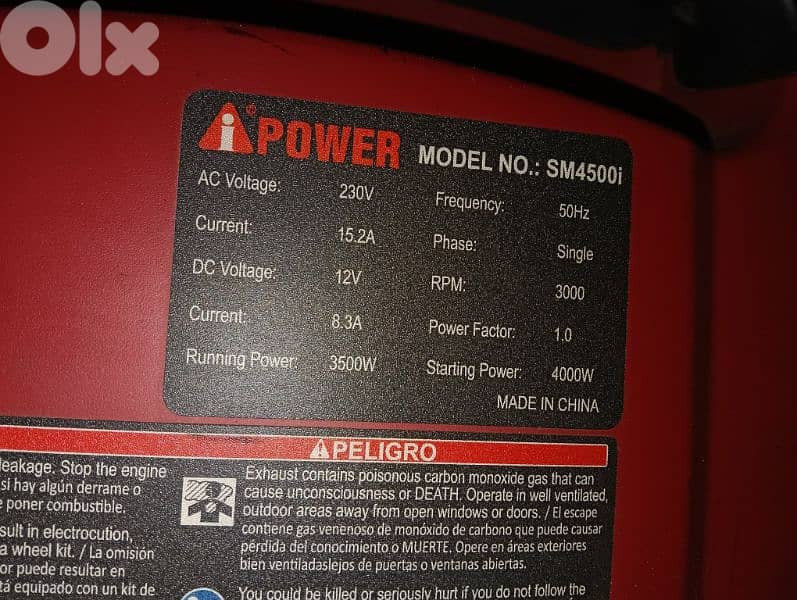 OLX
iPOWER MODEL NO.: SM4500i
AC Voltage: 230V Frequency: 50Hz
Current: 15.2A Phase: Single
DC Voltage: 12V RPM: 3000
Current: 8.3A Power Factor: 1.0
Running Power: 3500W Starting Power: 4000W
MADE IN CHINA
PELIGRO
leakage. Stop the engine
si hay algún derrame o
poner combustible.
sult in electrocution,
a wheel kit. / La omisión
or puede resultar en
tá equipado con un kit de
Exhaust contains poisonous carbon monoxide gas that can
cause unconsciousness or DEATH. Operate in well ventilated,
outdoor areas away from open windows or doors. / El escape
contiene gas venenoso de monóxido de carbono que puede causar
pérdida del conocimiento o MUERTE. Opere en áreas exteriores
bien ventiladaslejos de puertas o ventanas abiertas.
You could be killed or seriously hurt if you do not follow the